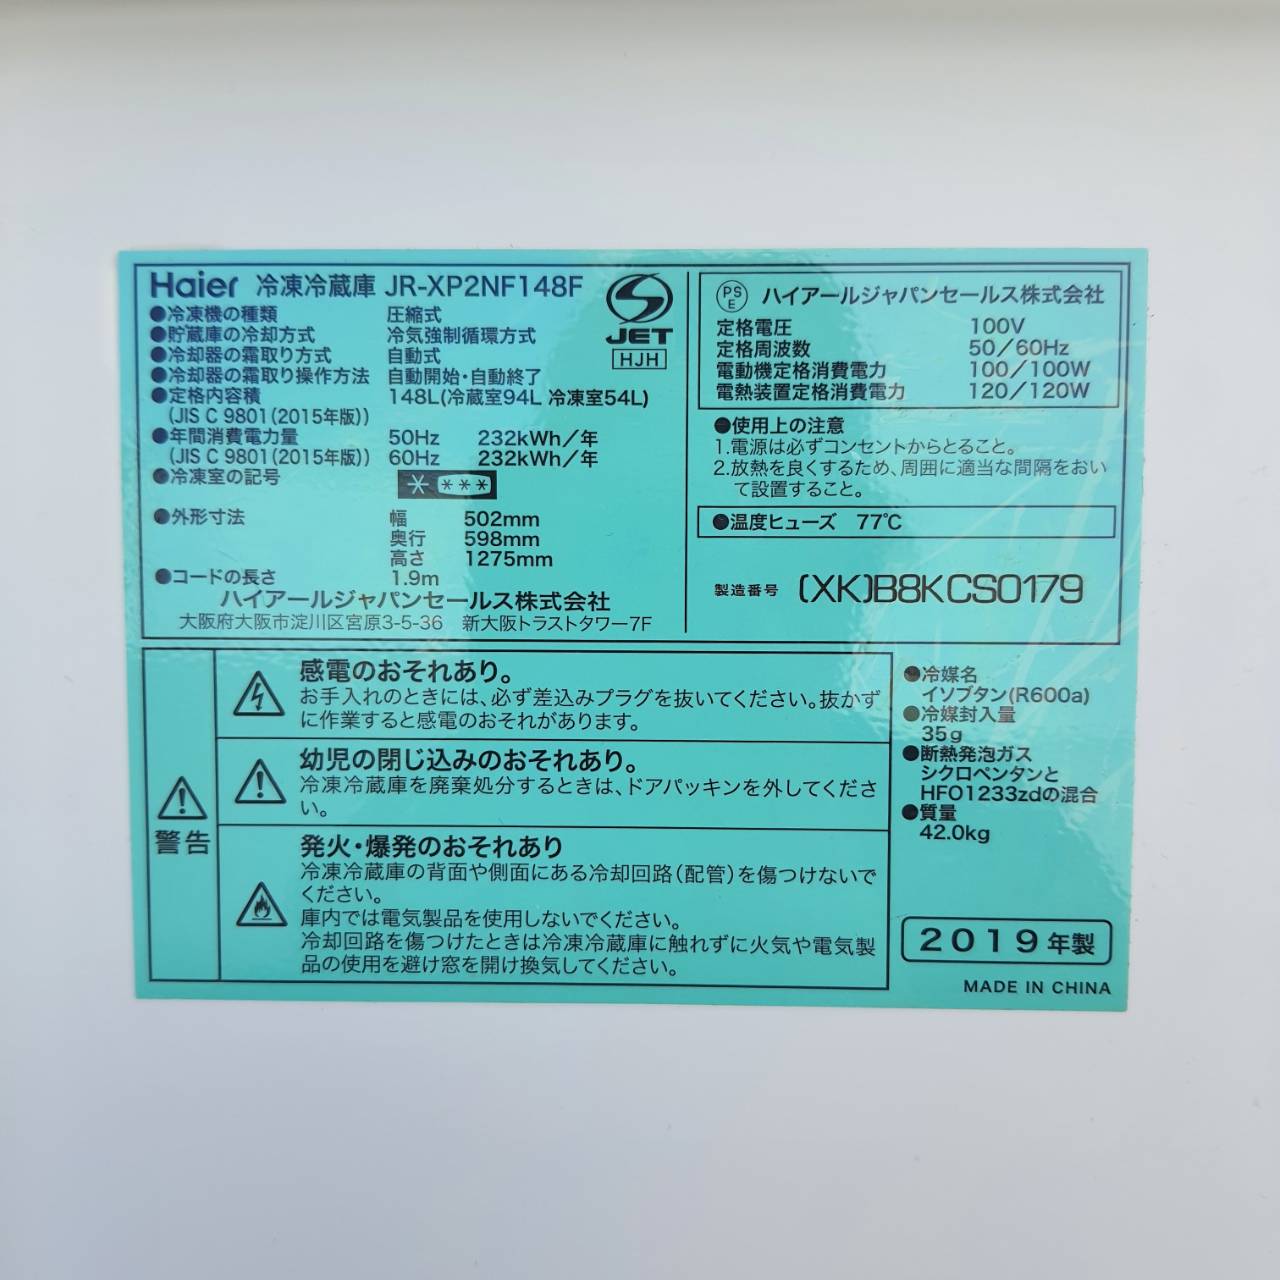 Haier 冷凍冷蔵庫 JR-XP2NF148F
●冷凍機の種類 圧縮式
●貯蔵庫の冷却方式 冷気強制循環方式
●冷却器の霜取り方式 自動式
●冷却器の霜取り操作方法 自動開始・自動終了
●定格内容積 148L(冷蔵室94L 冷凍室54L)
(JIS C 9801(2015年版))
●年間消費電力量 50Hz 232kWh/年
(JIS C 9801(2015年版)) 60Hz 232kWh/年
●冷凍室の記号 * ***
●外形寸法 幅 502mm
奥行 598mm
高さ 1275mm
●コードの長さ 1.9m
ハイアールジャパンセールス株式会社
大阪府大阪市淀川区宮原3-5-36 新大阪トラストタワー7F
JET
HJH
PS
E
ハイアールジャパンセールス株式会社
定格電圧 100V
定格周波数 50/60Hz
電動機定格消費電力 100/100W
電熱装置定格消費電力 120/120W
●使用上の注意
1.電源は必ずコンセントからとること。
2.放熱を良くするため、周囲に適当な間隔をおい
て設置すること。
●温度ヒューズ 77℃
製造番号 (XK)B8KCS0179
警告
感電のおそれあり。
お手入れのときには、必ず差込みプラグを抜いてください。抜かず
に作業すると感電のおそれがあります。
幼児の閉じ込みのおそれあり。
冷凍冷蔵庫を廃棄処分するときは、ドアパッキンを外してくださ
い。
発火・爆発のおそれあり
冷凍冷蔵庫の背面や側面にある冷却回路(配管)を傷つけないで
ください。
庫内では電気製品を使用しないでください。
冷却回路を傷つけたときは冷凍冷蔵庫に触れずに火気や電気製
品の使用を避け窓を開け換気してください。
●冷媒名
イソブタン(R600a)
●冷媒封入量
35g
●断熱発泡ガス
シクロペンタンと
HFO1233zdの混合
●質量
42.0kg
2019年製
MADE IN CHINA